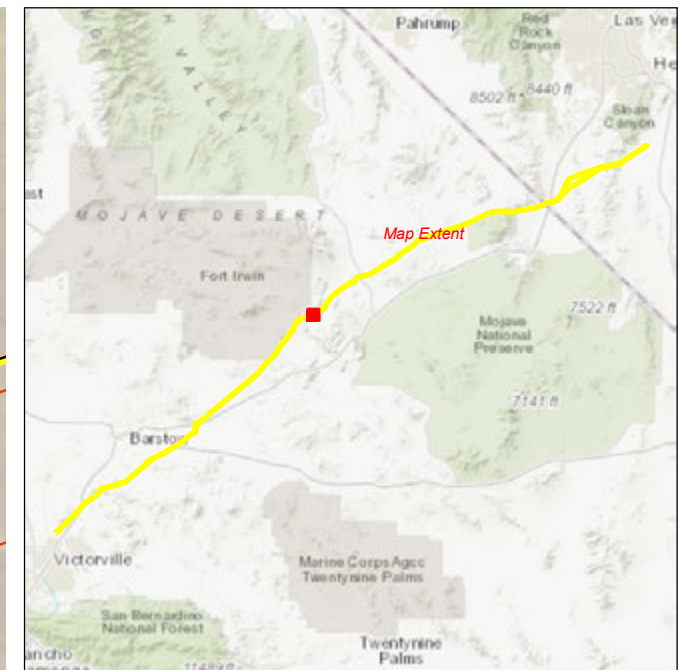 Pahrump
Red
Rock
Canyon
Las Ve
He
H VALLEY
8502 ft
8440 ft
Sloan
Canyon
MOJAVE DESERT
Map Extent
Fort Irwin
7522 ft
Mojave
National
Preserve
7141 ft
Barstow
Victorville
Marine Corps Agcc
Twentynine Palms
San Bernardino
National Forest
Twentynine
Palms
ancho